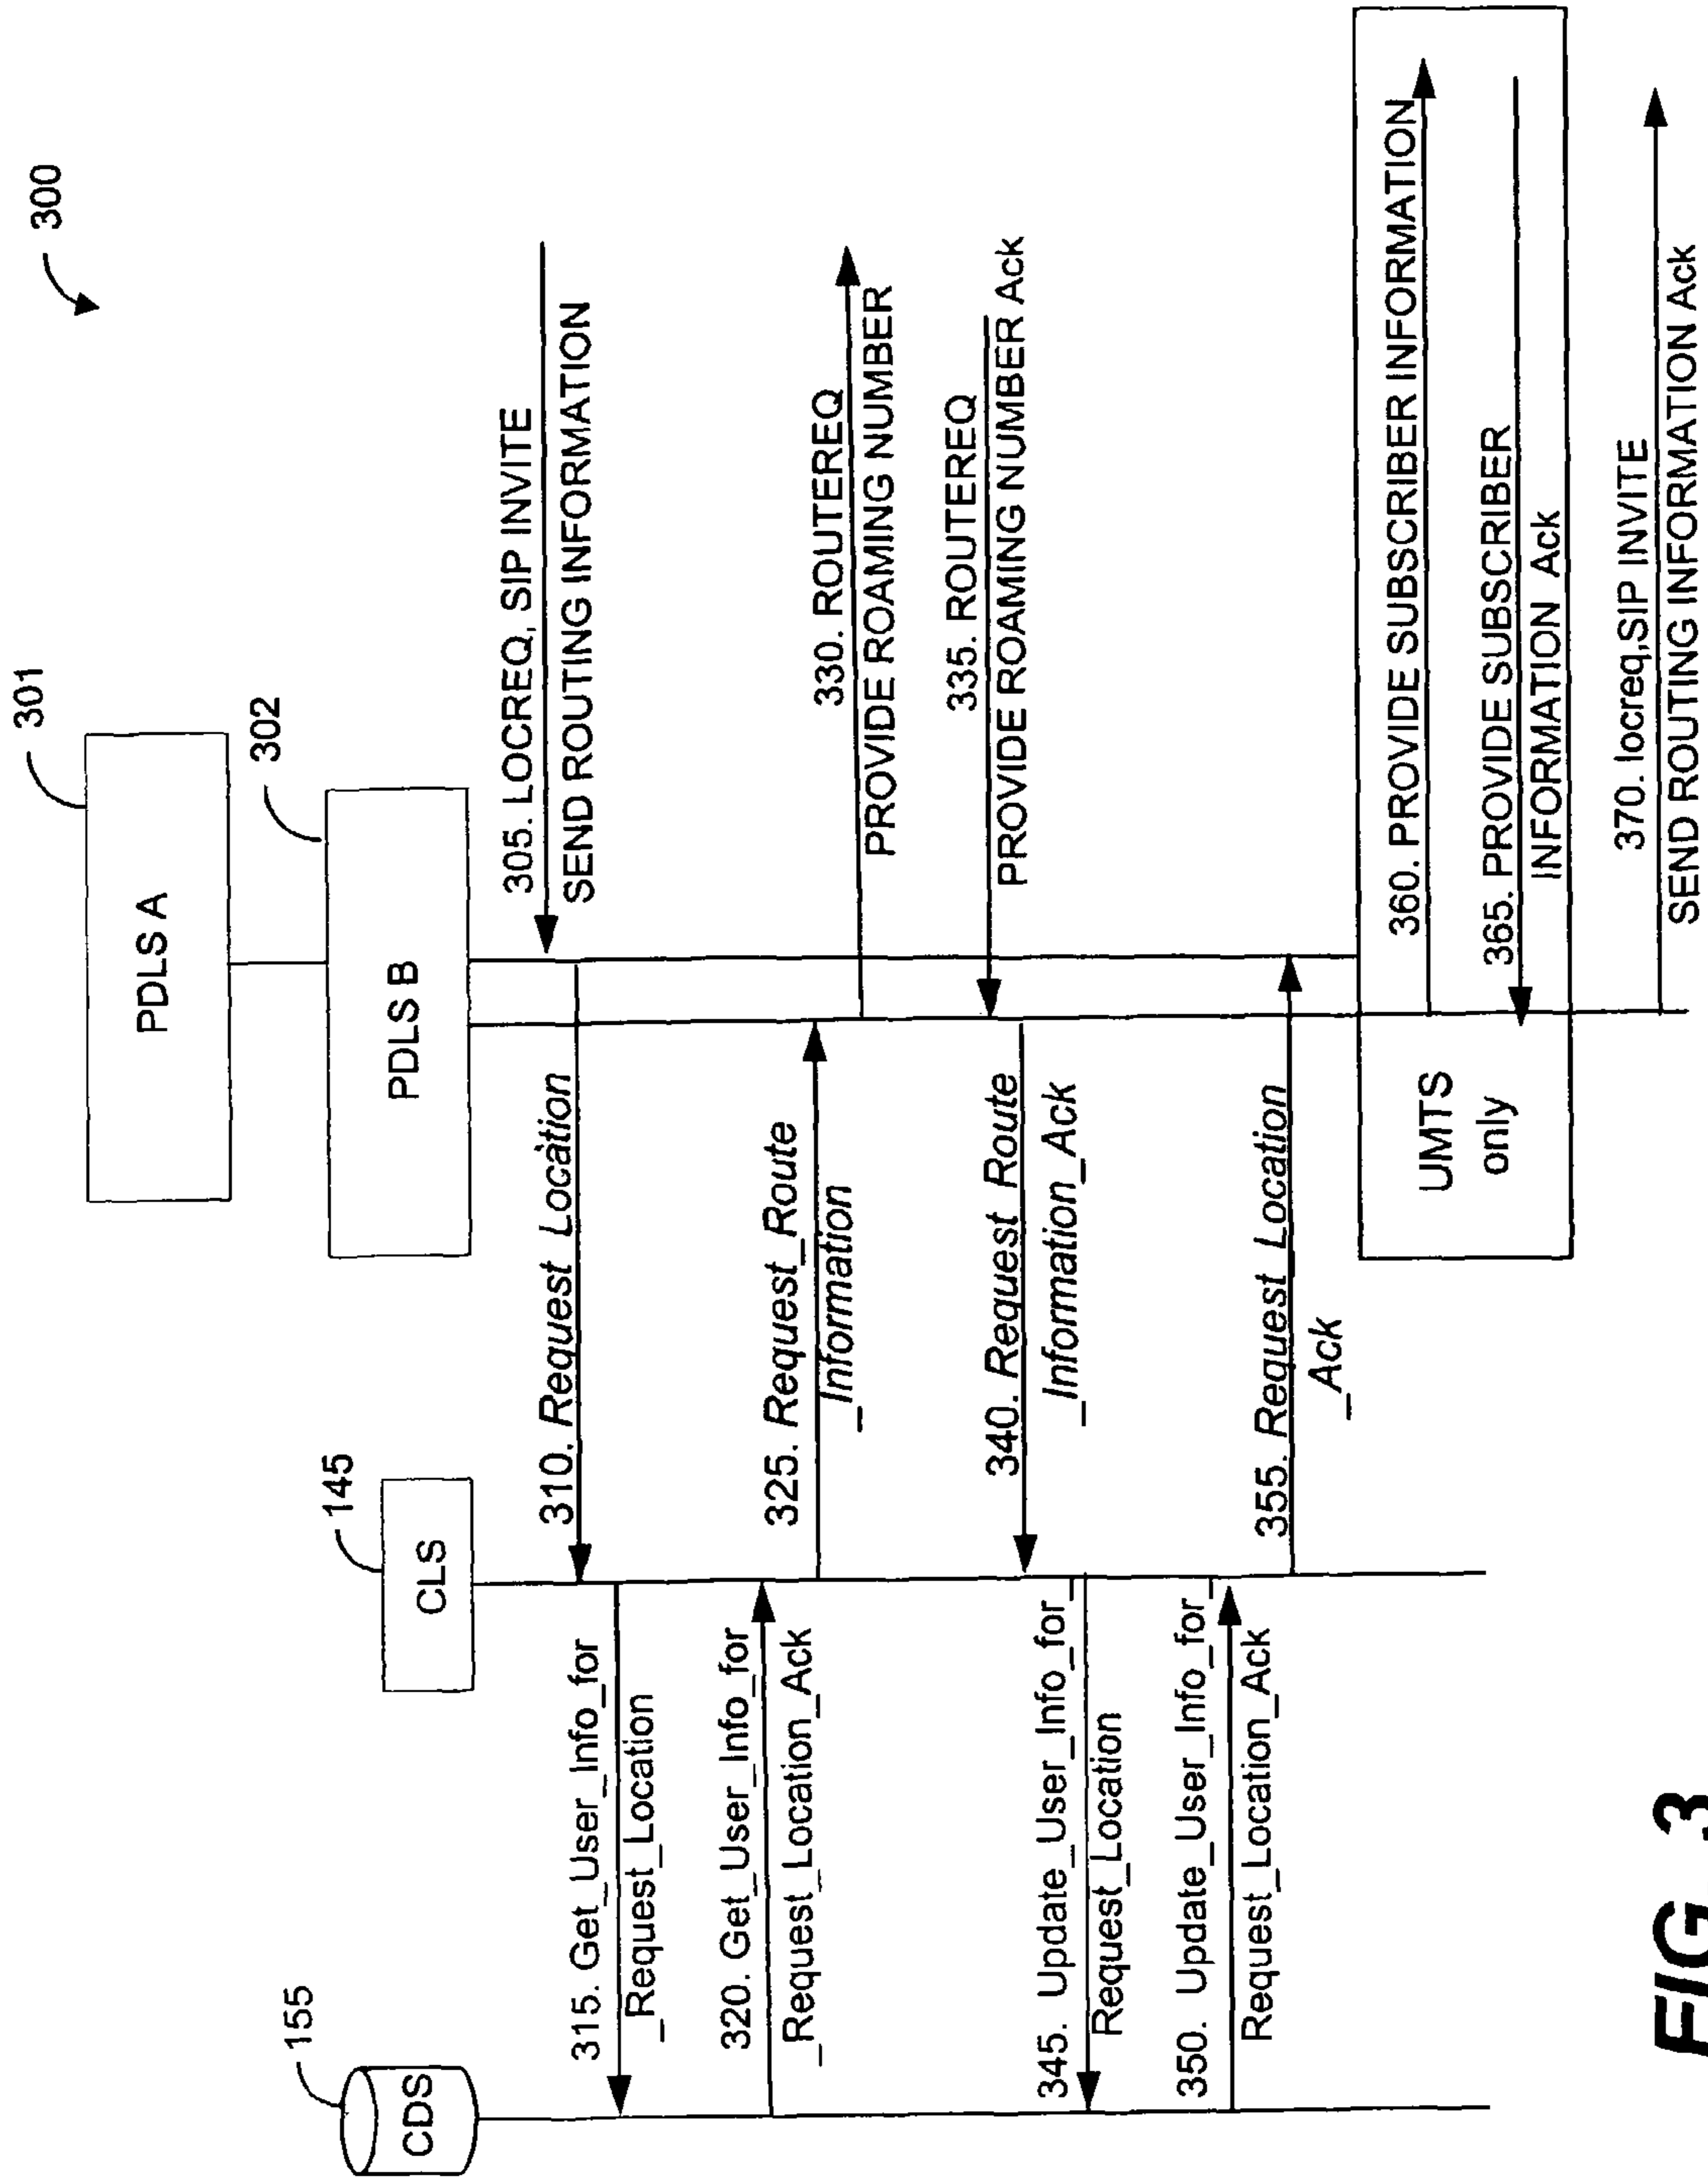 300
301
PDLS A
302
PDLS B
145
CLS
155
CDS
305. LOCREQ, SIP INVITE
SEND ROUTING INFORMATION
310. Request_Location
315. Get_User_Info_for
_Request_Location
320. Get_User_Info_for
_Request_Location_Ack
325. Request_Route
_Information
330. ROUTEREQ
PROVIDE ROAMING NUMBER
335. ROUTEREQ
PROVIDE ROAMING NUMBER Ack
340. Request_Route
_Information_Ack
345. Update_User_Info_for_
Request_Location
350. Update_User_Info_for_
Request_Location_Ack
355. Request_Location
_Ack
UMTS
only
360. PROVIDE SUBSCRIBER INFORMATION
365. PROVIDE SUBSCRIBER
INFORMATION Ack
370. locreq,SIP INVITE
SEND ROUTING INFORMATION Ack
FIG. 3